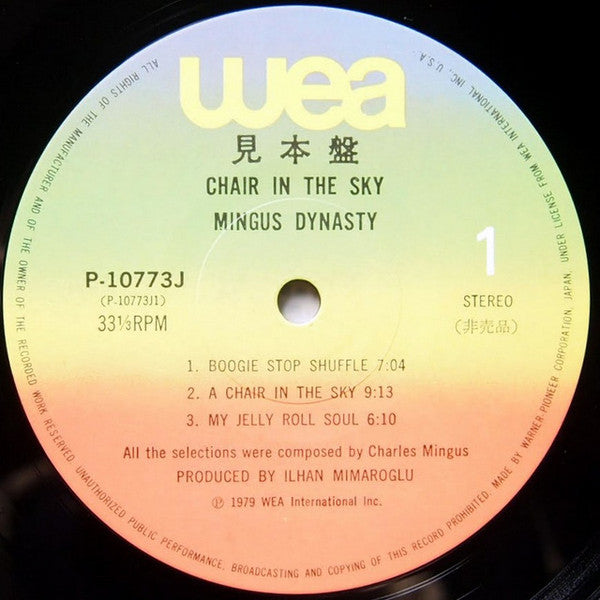 wea
見本盤
CHAIR IN THE SKY
MINGUS DYNASTY
1
P-10773J
(P-10773J1)
33⅓RPM
STEREO
(非売品)
1. BOOGIE STOP SHUFFLE 7:04
2. A CHAIR IN THE SKY 9:13
3. MY JELLY ROLL SOUL 6:10
All the selections were composed by Charles Mingus
PRODUCED BY ILHAN MIMAROGLU
Ⓟ 1979 WEA International Inc.
ALL RIGHTS OF THE MANUFACTURER AND OF THE OWNER OF THE RECORDED WORK RESERVED. UNAUTHORIZED PUBLIC PERFORMANCE, BROADCASTING AND COPYING OF THIS RECORD PROHIBITED. MADE BY WARNER-PIONEER CORPORATION, JAPAN, UNDER LICENSE FROM WEA INTERNATIONAL INC., U.S.A.